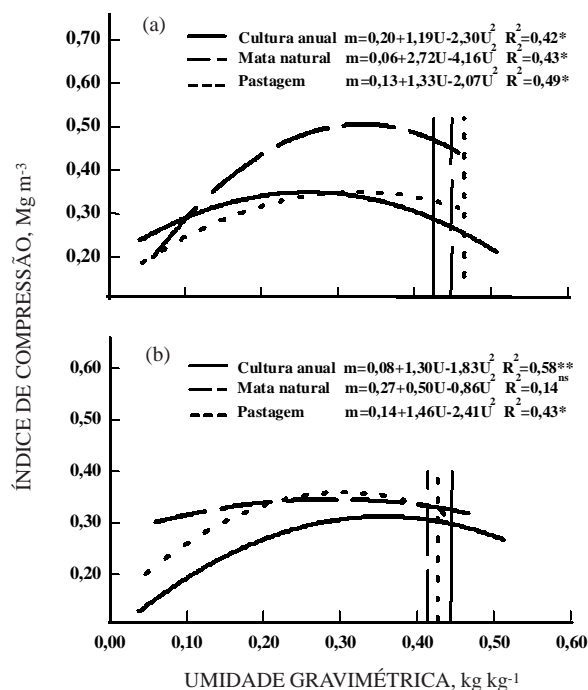 (a)
Cultura anual m=0,20+1,19U-2,30U² R²=0,42*
Mata natural m=0,06+2,72U-4,16U² R²=0,43*
Pastagem m=0,13+1,33U-2,07U² R²=0,49*
0,70
0,60
0,50
0,40
0,30
0,20
(b)
Cultura anual m=0,08+1,30U-1,83U² R²=0,58**
Mata natural m=0,27+0,50U-0,86U² R²=0,14ns
Pastagem m=0,14+1,46U-2,41U² R²=0,43*
0,60
0,50
0,40
0,30
0,20
0,00 0,10 0,20 0,30 0,40 0,50 0,60
ÍNDICE DE COMPRESSÃO, Mg m-3
UMIDADE GRAVIMÉTRICA, kg kg-1